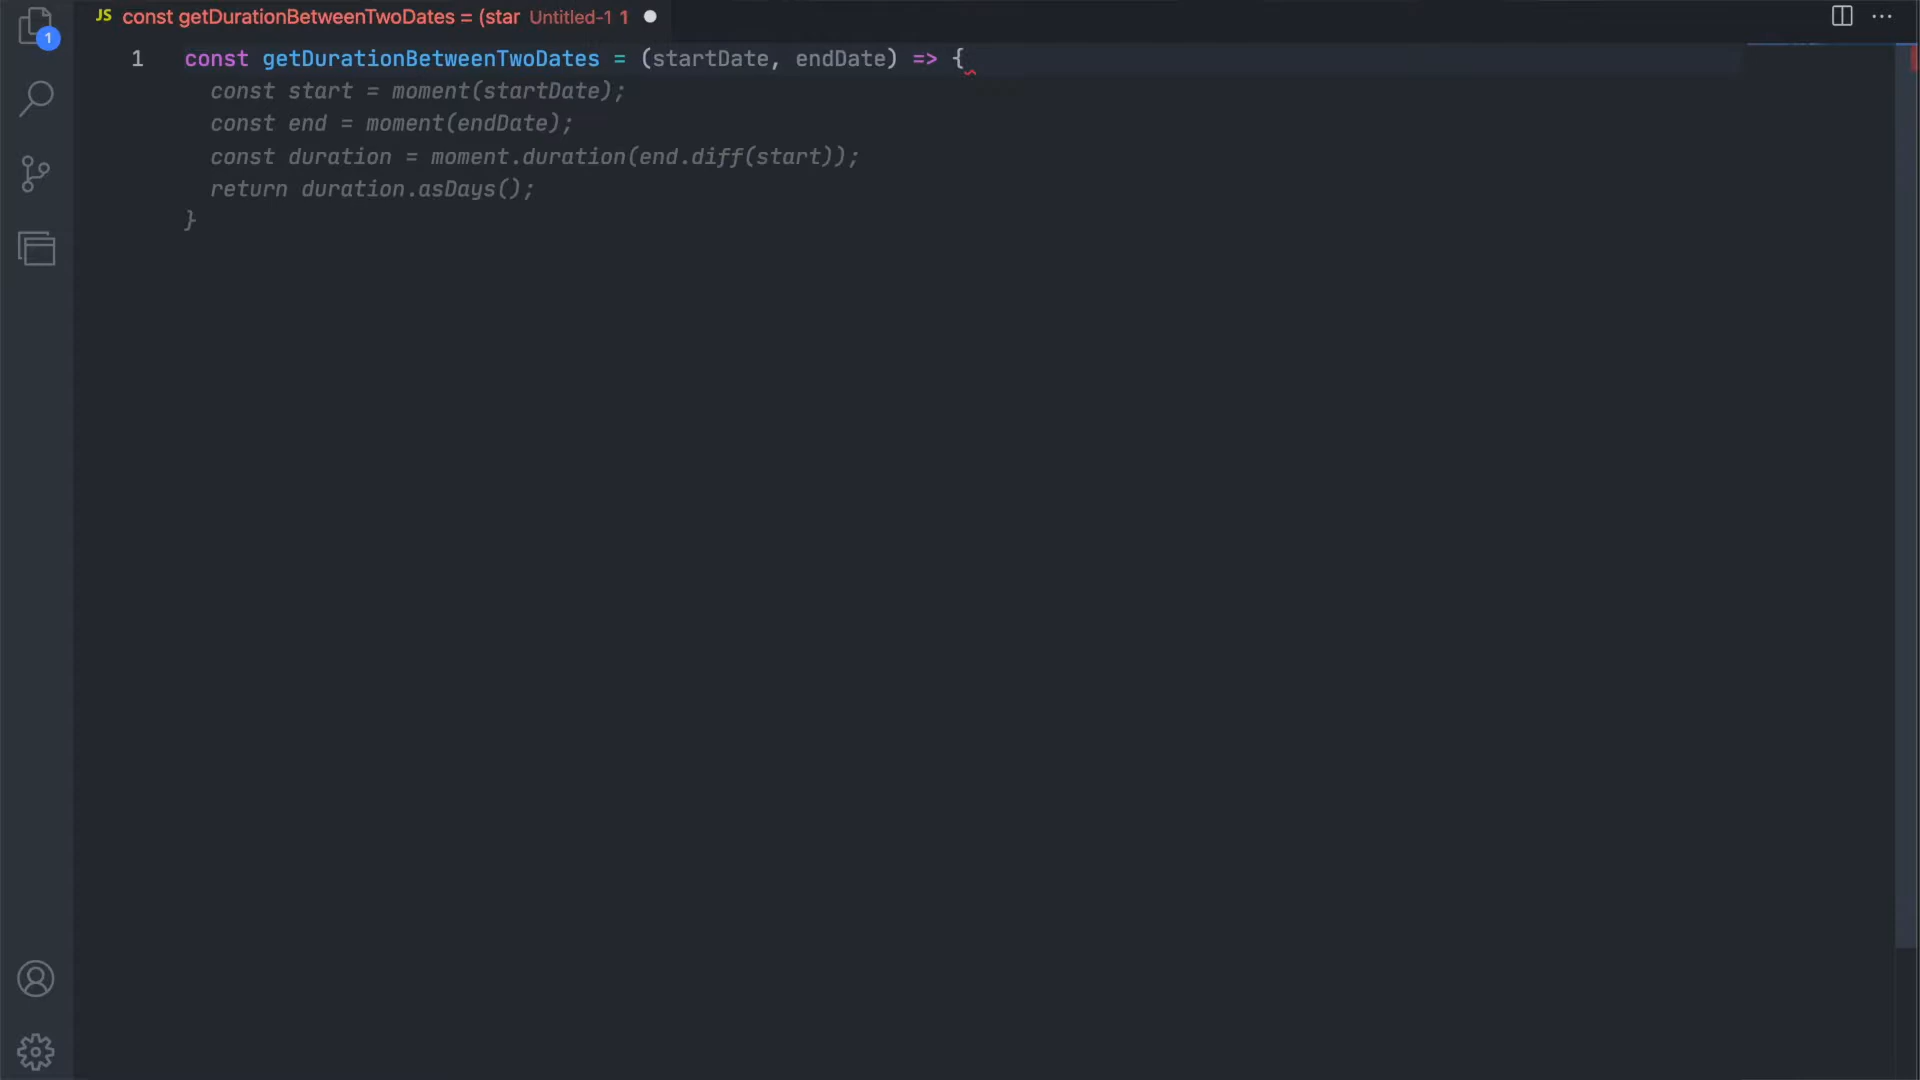 JS const getDurationBetweenTwoDates = (star Untitled-1 1
1
1 const getDurationBetweenTwoDates = (startDate, endDate) => {
const start = moment(startDate);
const end = moment(endDate);
const duration = moment.duration(end.diff(start));
return duration.asDays();
}